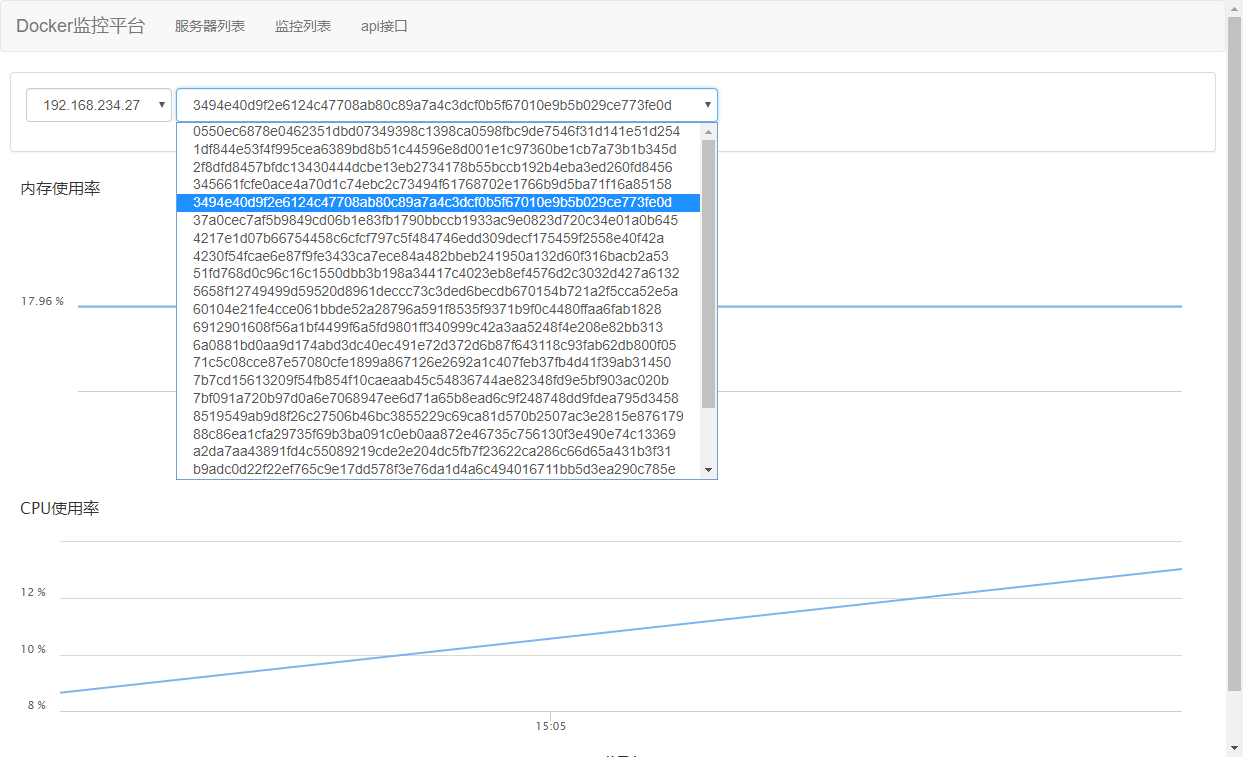 Docker监控平台 服务器列表 监控列表 api接口
192.168.234.27 3494e40d9f2e6124c47708ab80c89a7a4c3dcf0b5f67010e9b5b029ce773fe0d
0550ec6878e0462351dbd07349398c1398ca0598fbc9de7546f31d141e51d254
1df844e53f4f995cea6389bd8b51c44596e8d001e1c97360be1cb7a73b1b345d
2f8dfd8457bfdc13430444dcbe13eb2734178b55bccb192b4eba3ed260fd8456
345661fcfe0ace4a70d1c74ebc2c73494f61768702e1766b9d5ba71f16a85158
3494e40d9f2e6124c47708ab80c89a7a4c3dcf0b5f67010e9b5b029ce773fe0d
37a0cec7af5b9849cd06b1e83fb1790bbccb1933ac9e0823d720c34e01a0b645
4217e1d07b66754458c6cfcf797c5f484746edd309decf175459f2558e40f42a
4230f54fcae6e87f9fe3433ca7ece84a482bbeb241950a132d60f316bacb2a53
51fd768d0c96c16c1550dbb3b198a34417c4023eb8ef4576d2c3032d427a6132
5658f12749499d59520d8961deccc73c3ded6becdb670154b721a2f5cca52e5a
60104e21fe4cce061bbde52a28796a591f8535f9371b9f0c4480ffaa6fab1828
6912901608f56a1bf4499f6a5fd9801ff340999c42a3aa5248f4e208e82bb313
6a0881bd0aa9d174abd3dc40ec491e72d372d6b87f643118c93fab62db800f05
71c5c08cce87e57080cfe1899a867126e2692a1c407feb37fb4d41f39ab31450
7b7cd15613209f54fb854f10caeaab45c54836744ae82348fd9e5bf903ac020b
7bf091a720b97d0a6e7068947ee6d71a65b8ead6c9f248748dd9fdea795d3458
8519549ab9d8f26c27506b46bc3855229c69ca81d570b2507ac3e2815e876179
88c86ea1cfa29735f69b3ba091c0eb0aa872e46735c756130f3e490e74c13369
a2da7aa43891fd4c55089219cde2e204dc5fb7f23622ca286c66d65a431b3f31
b9adc0d22f22ef765c9e17dd578f3e76da1d4a6c494016711bb5d3ea290c785e
内存使用率
17.96 %
CPU使用率
12 %
10 %
8 %
15:05